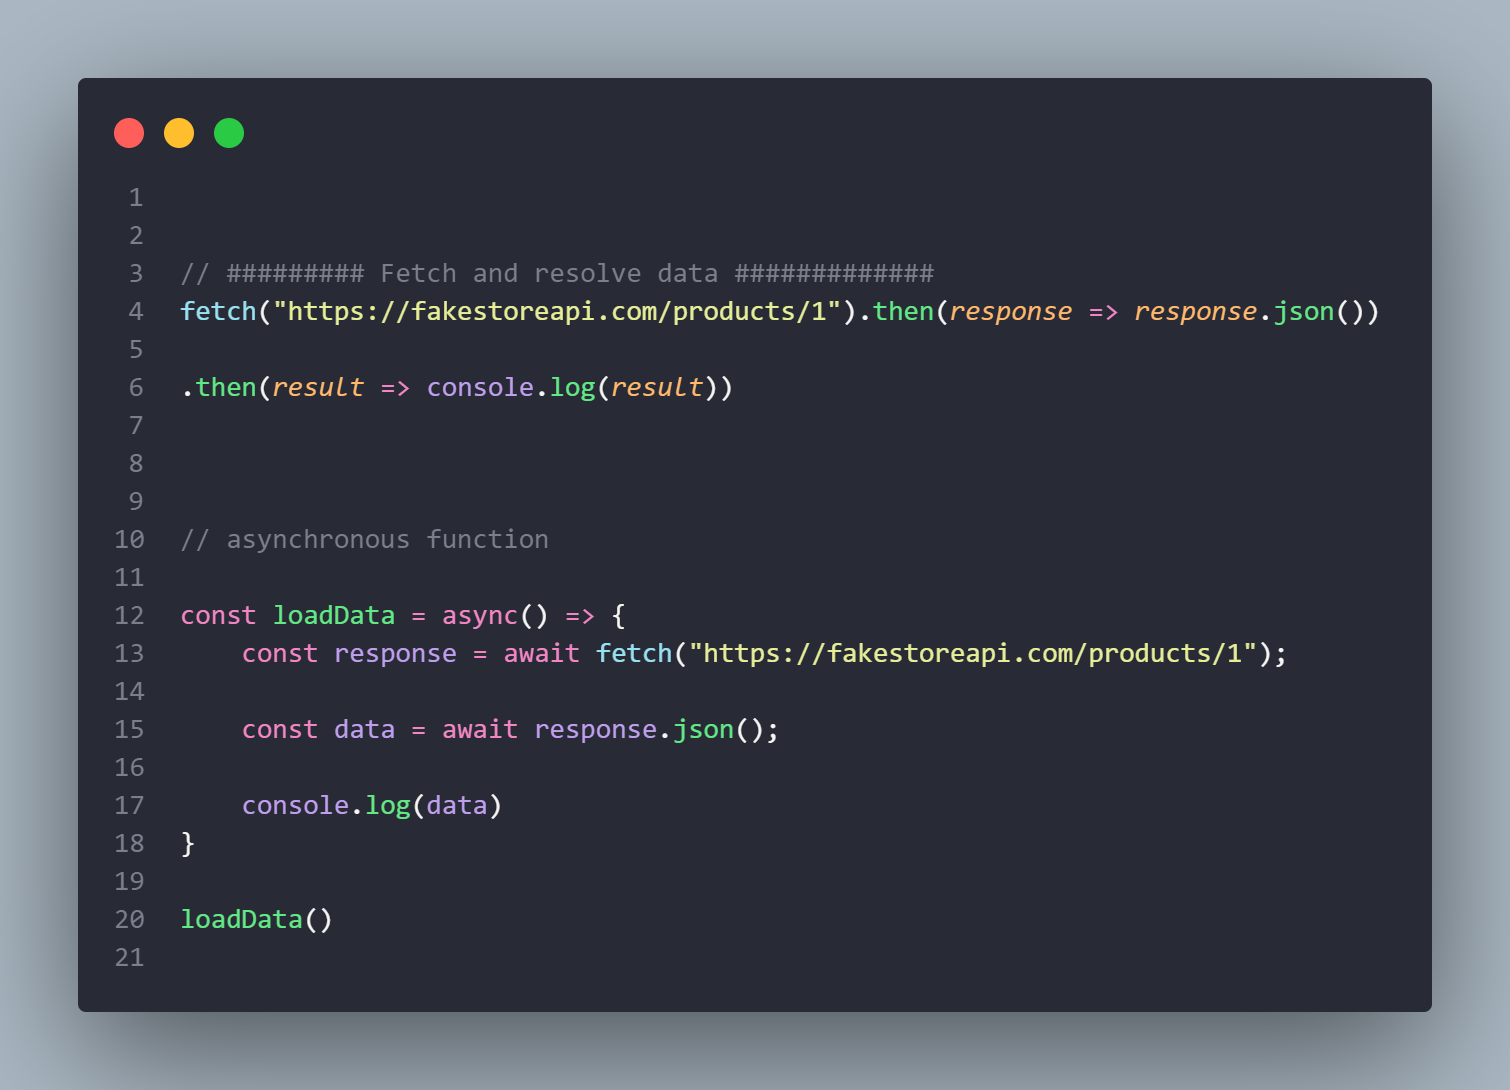 1
2
3 // ######### Fetch and resolve data #############
4 fetch("https://fakestoreapi.com/products/1").then(response => response.json())
5
6 .then(result => console.log(result))
7
8
9
10 // asynchronous function
11
12 const loadData = async() => {
13     const response = await fetch("https://fakestoreapi.com/products/1");
14
15     const data = await response.json();
16
17     console.log(data)
18 }
19
20 loadData()
21